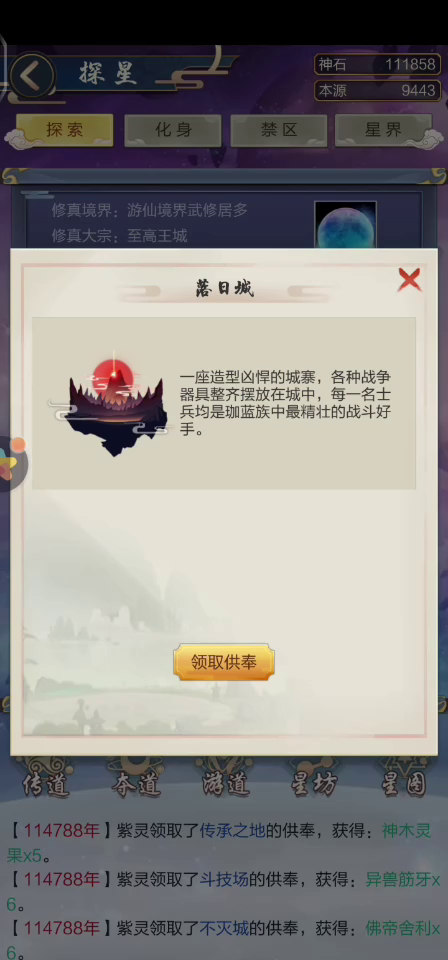 探星
神石 111858
本源 9443
探索 化身 禁区 星界
修真境界：游仙境界武修居多
修真大宗：至高王城
落日城
一座造型凶悍的城寨，各种战争
器具整齐摆放在城中，每一名士
兵均是珈蓝族中最精壮的战斗好
手。
领取供奉
传道 夺道 游道 星坊 星图
【114788年】紫灵领取了传承之地的供奉，获得：神木灵
果x5。
【114788年】紫灵领取了斗技场的供奉，获得：异兽筋牙x
6。
【114788年】紫灵领取了不灭城的供奉，获得：佛帝舍利x
6。